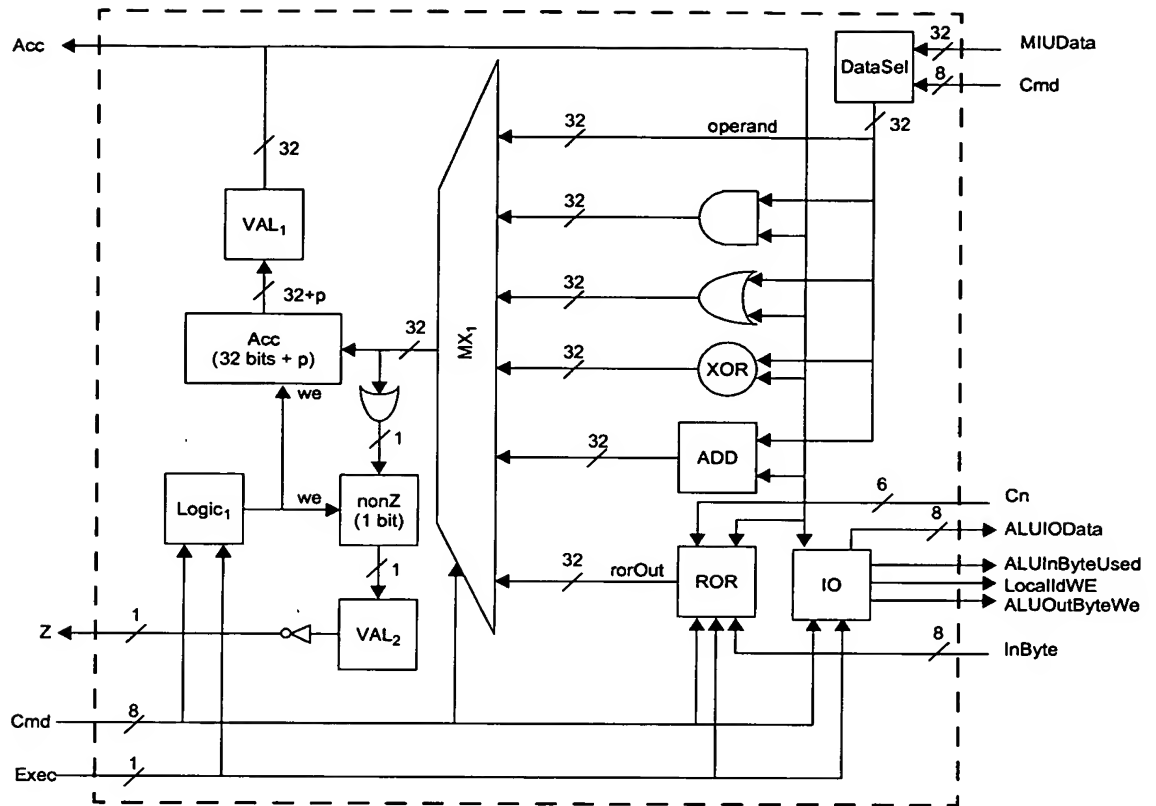 Acc
32
MIUData
DataSel
8
Cmd
32
32
operand
32
32
VAL1
32
32+p
Acc
(32 bits + p)
32
MX1
32
XOR
we
1
32
ADD
Logic1
we
nonZ
(1 bit)
6
Cn
8
ALUIOData
1
32
rorOut
ROR
IO
ALUInByteUsed
LocalIdWE
ALUOutByteWe
Z
1
VAL2
8
InByte
Cmd
8
Exec
1